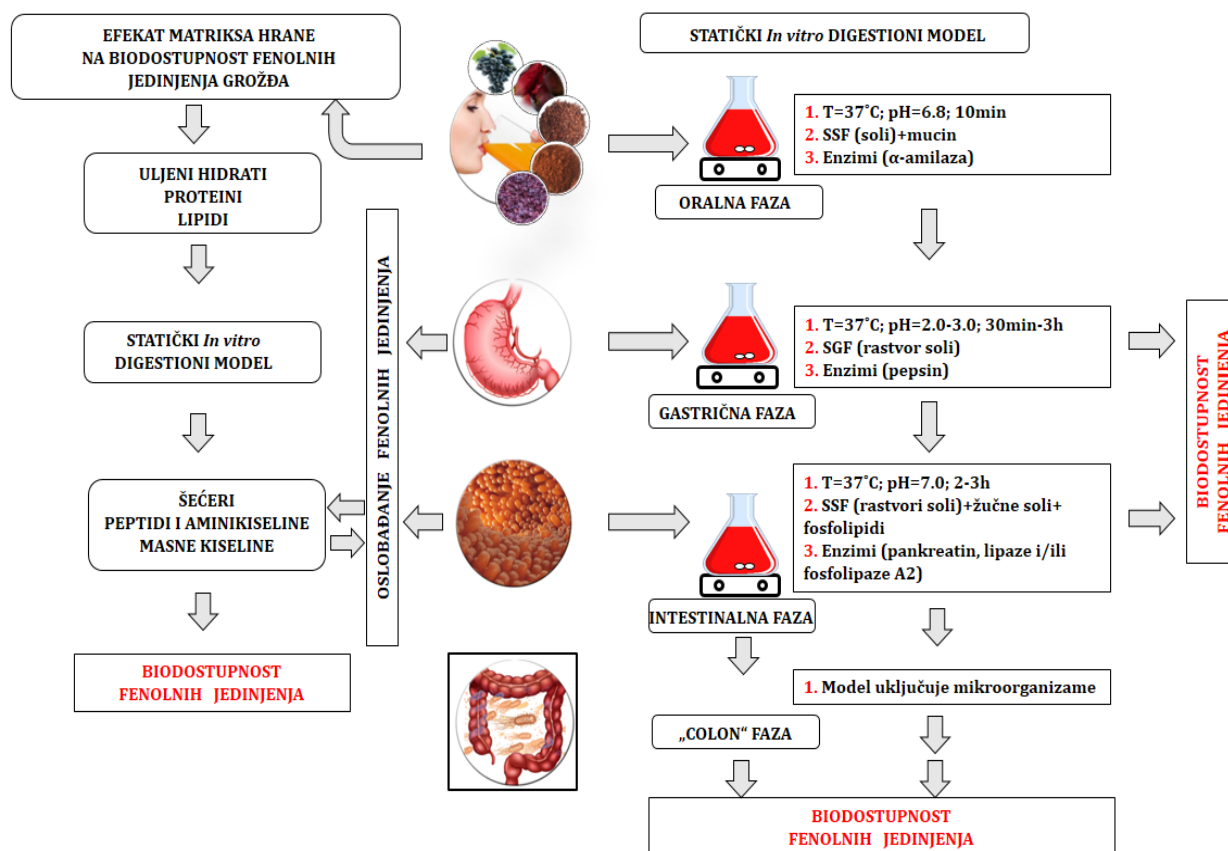 EFEKAT MATRIKSA HRANE
NA BIODOSTUPNOST FENOLNIH
JEDINJENJA GROŽĐA
ULJENI HIDRATI
PROTEINI
LIPIDI
STATIČKI In vitro
DIGESTIONI MODEL
ŠEĆERI
PEPTIDI I AMINIKISELINE
MASNE KISELINE
BIODOSTUPNOST
FENOLNIH JEDINJENJA
OSLOBAĐANJE FENOLNIH JEDINJENJA
STATIČKI In vitro DIGESTIONI MODEL
1. T=37˚C; pH=6.8; 10min
2. SSF (soli)+mucin
3. Enzimi (α-amilaza)
ORALNA FAZA
1. T=37˚C; pH=2.0-3.0; 30min-3h
2. SGF (rastvor soli)
3. Enzimi (pepsin)
GASTRIČNA FAZA
1. T=37˚C; pH=7.0; 2-3h
2. SSF (rastvori soli)+žučne soli+
fosfolipidi
3. Enzimi (pankreatin, lipaze i/ili
fosfolipaze A2)
INTESTINALNA FAZA
1. Model uključuje mikroorganizame
„COLON“ FAZA
BIODOSTUPNOST
FENOLNIH JEDINJENJA
BIODOSTUPNOST
FENOLNIH JEDINJENJA